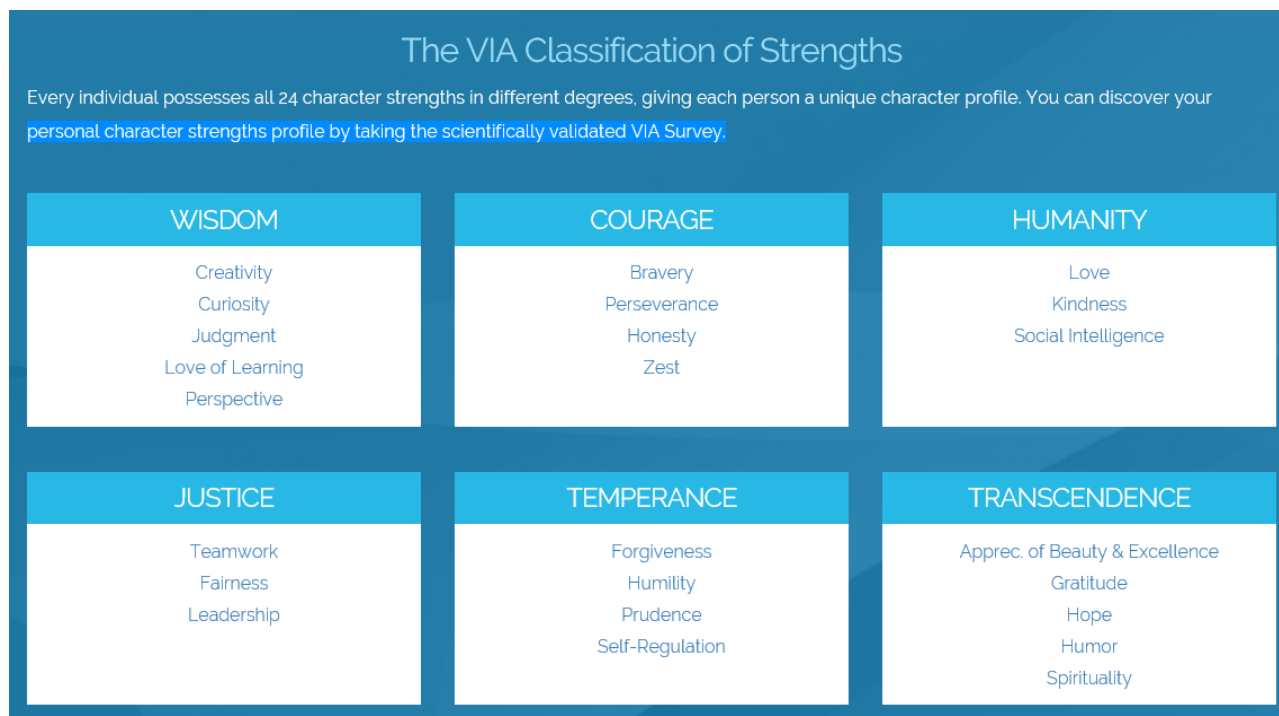 The VIA Classification of Strengths
Every individual possesses all 24 character strengths in different degrees, giving each person a unique character profile. You can discover your
personal character strengths profile by taking the scientifically validated VIA Survey.
WISDOM
Creativity
Curiosity
Judgment
Love of Learning
Perspective
COURAGE
Bravery
Perseverance
Honesty
Zest
HUMANITY
Love
Kindness
Social Intelligence
JUSTICE
Teamwork
Fairness
Leadership
TEMPERANCE
Forgiveness
Humility
Prudence
Self-Regulation
TRANSCENDENCE
Apprec. of Beauty & Excellence
Gratitude
Hope
Humor
Spirituality